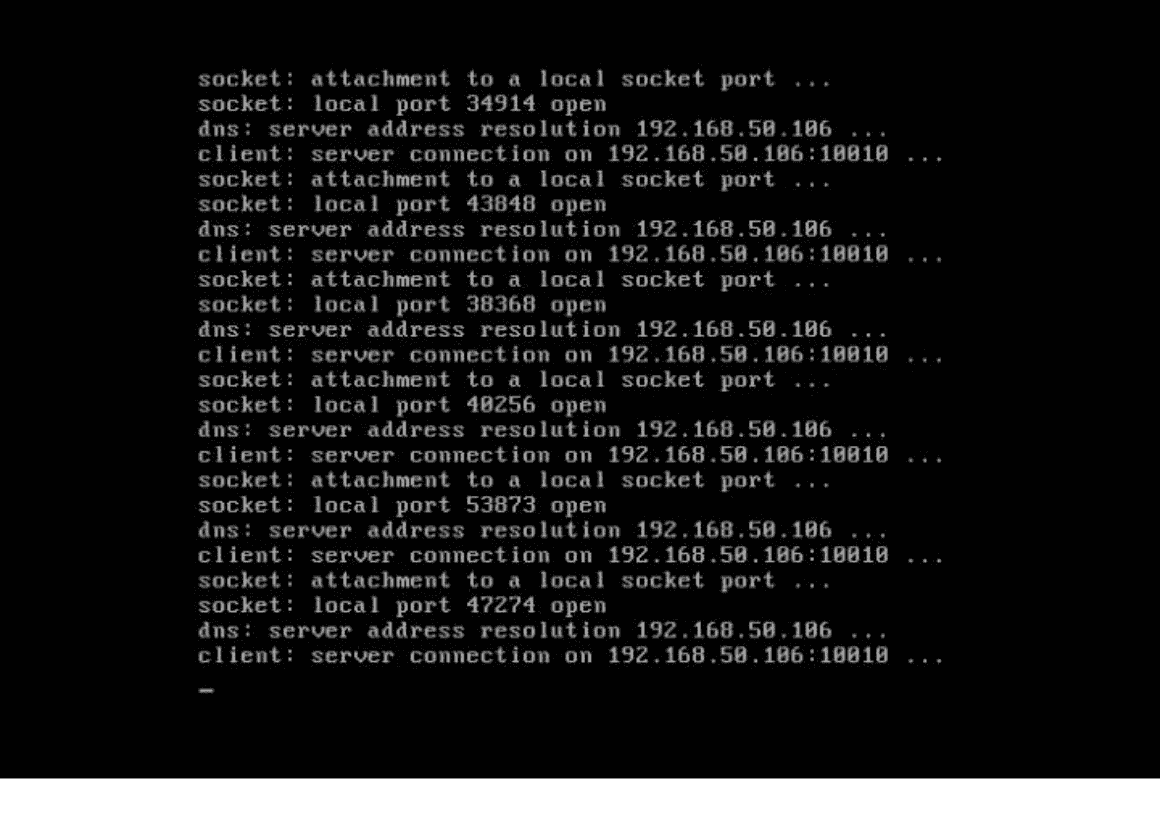 socket: attachment to a local socket port ...
socket: local port 34914 open
dns: server address resolution 192.168.50.106 ...
client: server connection on 192.168.50.106:10010 ...
socket: attachment to a local socket port ...
socket: local port 43848 open
dns: server address resolution 192.168.50.106 ...
client: server connection on 192.168.50.106:10010 ...
socket: attachment to a local socket port ...
socket: local port 38368 open
dns: server address resolution 192.168.50.106 ...
client: server connection on 192.168.50.106:10010 ...
socket: attachment to a local socket port ...
socket: local port 40256 open
dns: server address resolution 192.168.50.106 ...
client: server connection on 192.168.50.106:10010 ...
socket: attachment to a local socket port ...
socket: local port 53873 open
dns: server address resolution 192.168.50.106 ...
client: server connection on 192.168.50.106:10010 ...
socket: attachment to a local socket port ...
socket: local port 47274 open
dns: server address resolution 192.168.50.106 ...
client: server connection on 192.168.50.106:10010 ...
_